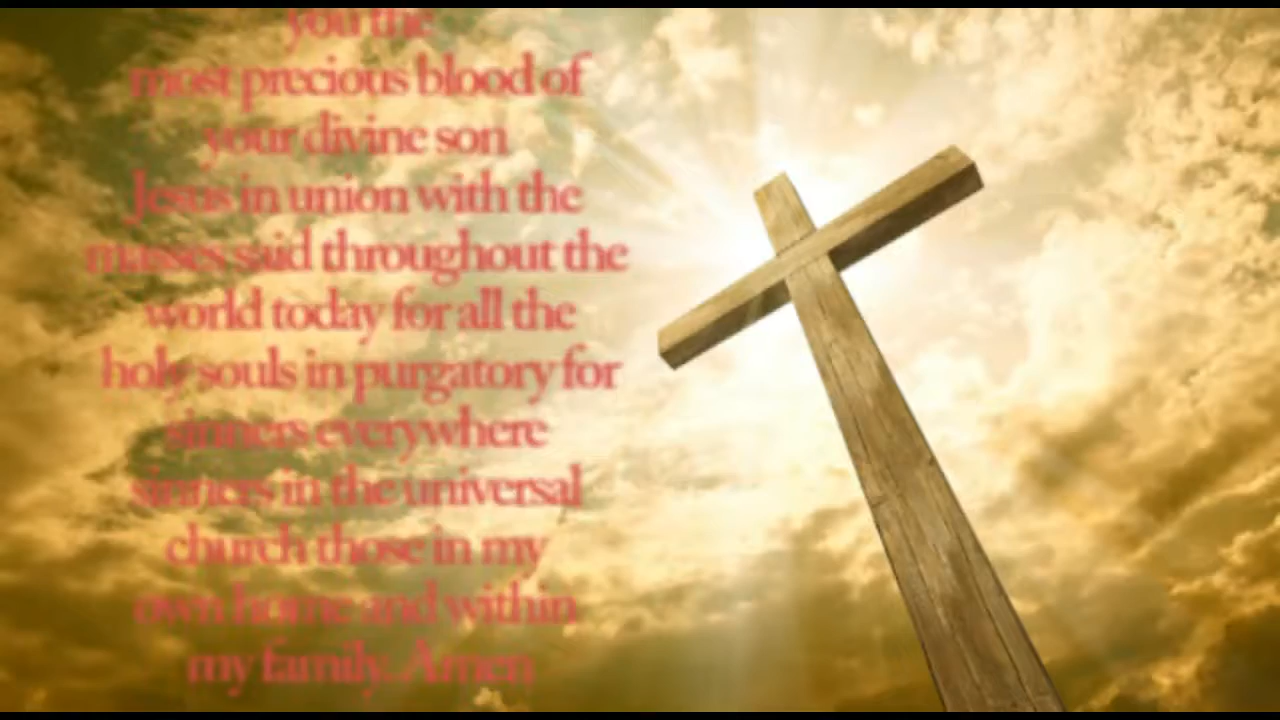 you the
most precious blood of
your divine son
Jesus in union with the
masses said throughout the
world today for all the
holy souls in purgatory for
sinners everywhere
sinners in the universal
church those in my
own home and within
my family. Amen